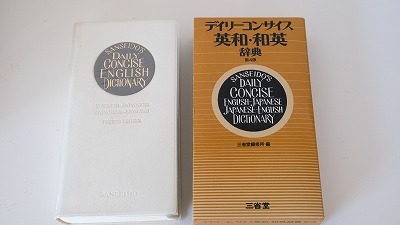 SANSEIDO'S
DAILY
CONCISE
ENGLISH
DICTIONARY
ENGLISH-JAPANESE
JAPANESE-ENGLISH
SANSEIDO
デイリーコンサイス
英和・和英
辞典
SANSEIDO'S
DAILY
CONCISE
ENGLISH-JAPANESE
JAPANESE-ENGLISH
DICTIONARY
三省堂編修所・編
三省堂